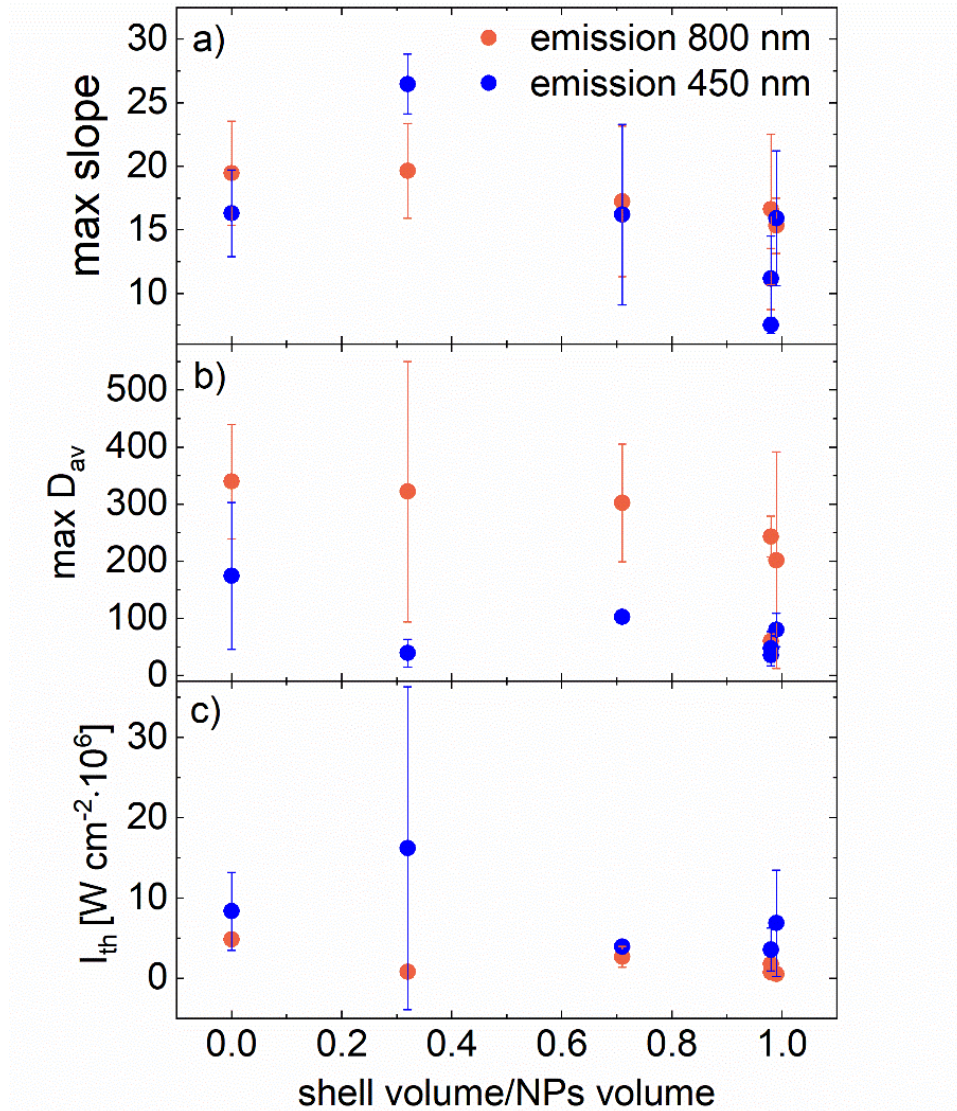 a)
emission 800 nm
emission 450 nm
max slope
30
25
20
15
10
b)
max D_av
500
400
300
200
100
0
c)
I_th [W cm⁻²·10⁶]
30
20
10
0
0.0 0.2 0.4 0.6 0.8 1.0
shell volume/NPs volume